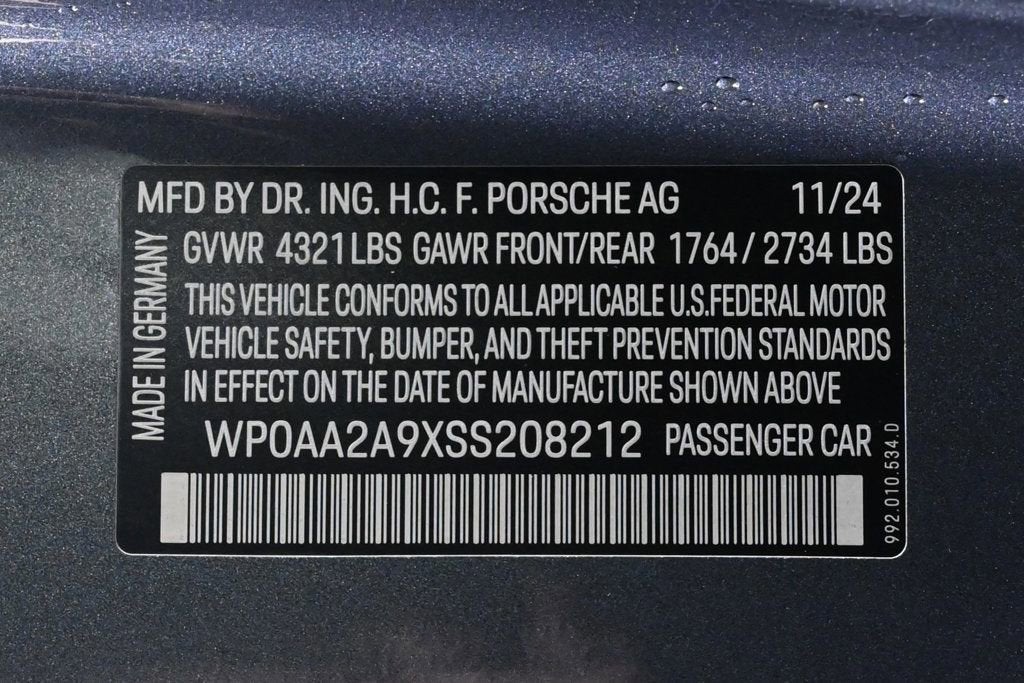 MFD BY DR. ING. H.C. F. PORSCHE AG 11/24
GVWR 4321 LBS GAWR FRONT/REAR 1764 / 2734 LBS
THIS VEHICLE CONFORMS TO ALL APPLICABLE U.S.FEDERAL MOTOR
VEHICLE SAFETY, BUMPER, AND THEFT PREVENTION STANDARDS
IN EFFECT ON THE DATE OF MANUFACTURE SHOWN ABOVE
MADE IN GERMANY
WP0AA2A9XSS208212 PASSENGER CAR
992.010.534.D